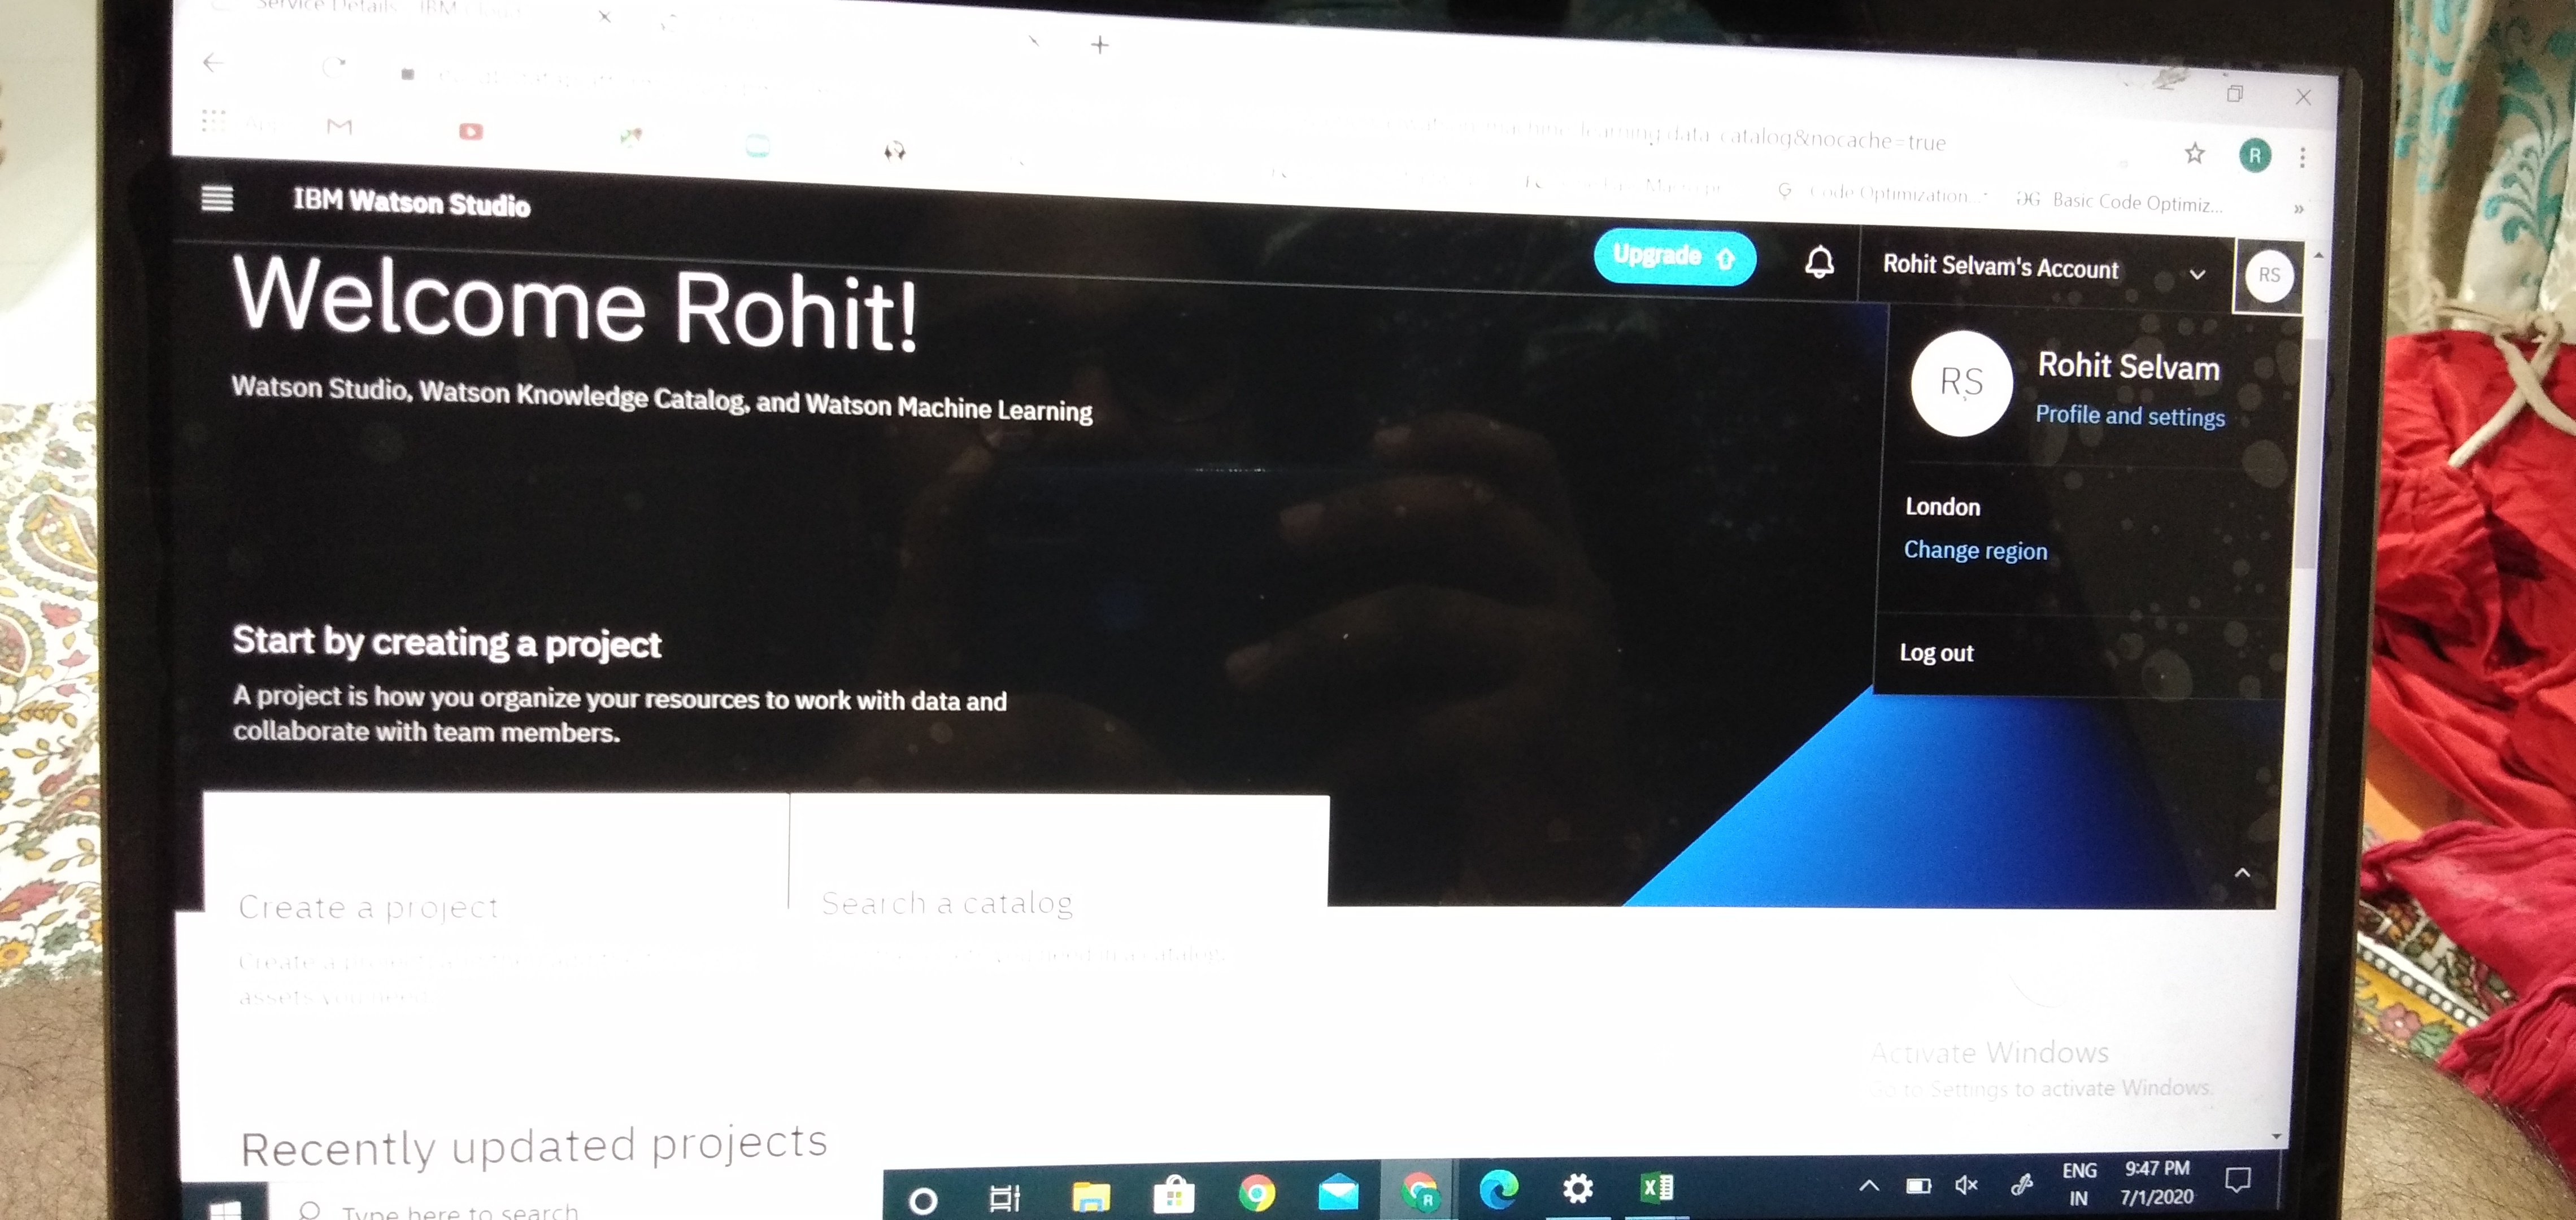 Service Details - IBM Cloud
learning data catalog&nocache=true
R
Code Optimization...
Basic Code Optimiz...
»
IBM Watson Studio
Upgrade
Rohit Selvam's Account
RS
Welcome Rohit!
Watson Studio, Watson Knowledge Catalog, and Watson Machine Learning
RS
Rohit Selvam
Profile and settings
London
Change region
Log out
Start by creating a project
A project is how you organize your resources to work with data and
collaborate with team members.
Create a project
Search a catalog
Create a
assets you need
in a catalog.
Activate Windows
Go to Settings to activate Windows.
Recently updated projects
Type here to search
R
ENG
IN
9:47 PM
7/1/2020